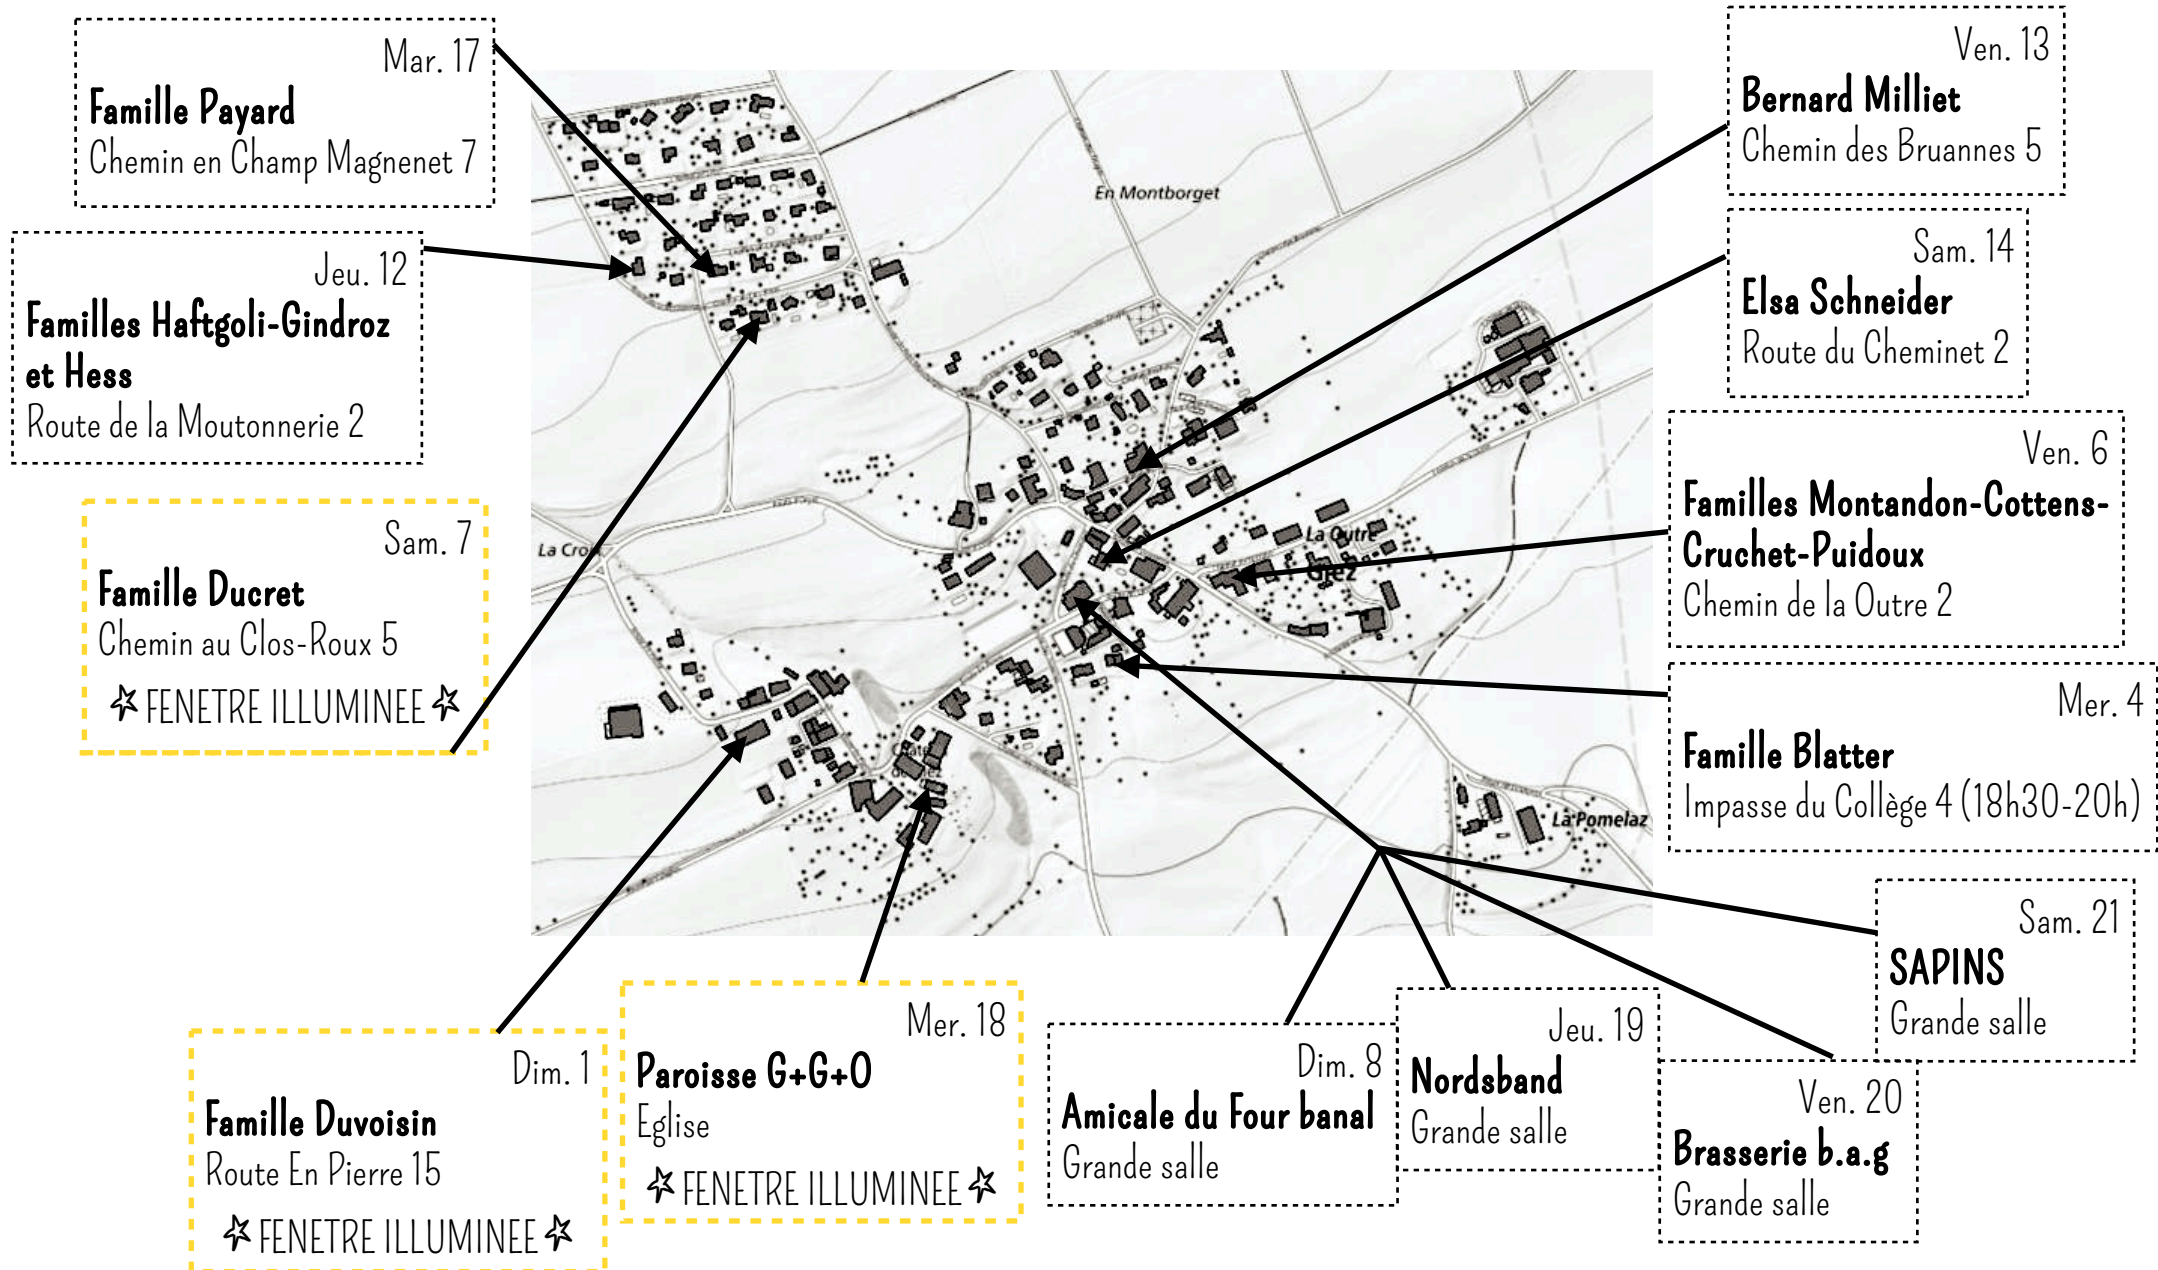 Mar. 17
Famille Payard
Chemin en Champ Magnenet 7
Jeu. 12
Familles Haftgoli-Gindroz
et Hess
Route de la Moutonnerie 2
Sam. 7
Famille Ducret
Chemin au Clos-Roux 5
FENETRE ILLUMINEE
Dim. 1
Famille Duvoisin
Route En Pierre 15
FENETRE ILLUMINEE
Mer. 18
Paroisse G+G+O
Eglise
FENETRE ILLUMINEE
Dim. 8
Amicale du Four banal
Grande salle
Jeu. 19
Nordsband
Grande salle
Ven. 20
Brasserie b.a.g
Grande salle
Sam. 21
SAPINS
Grande salle
Mer. 4
Famille Blatter
Impasse du Collège 4 (18h30-20h)
Ven. 6
Familles Montandon-Cottens-
Cruchet-Puidoux
Chemin de la Outre 2
Sam. 14
Elsa Schneider
Route du Cheminet 2
Ven. 13
Bernard Milliet
Chemin des Bruannes 5
En Montborget
La Croix
La Outre
Giez
La Pomelaz